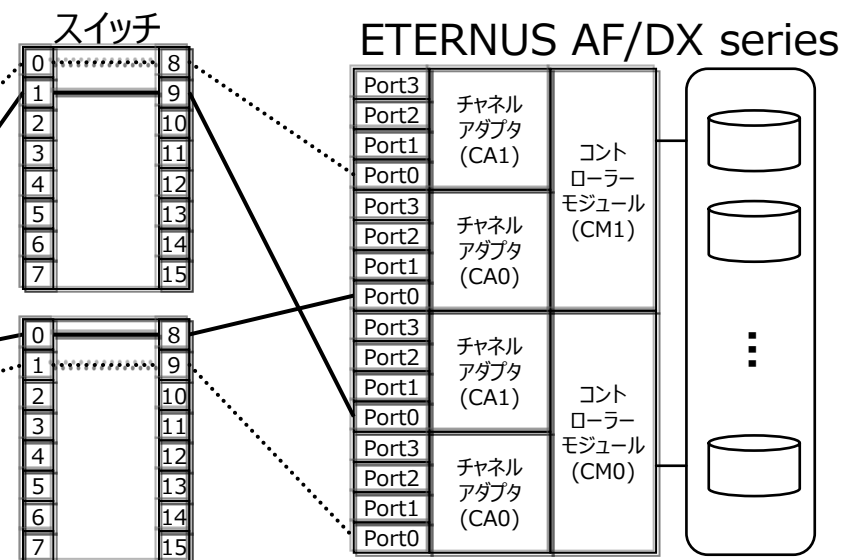 スイッチ
0 8
1 9
2 10
3 11
4 12
5 13
6 14
7 15
0 8
1 9
2 10
3 11
4 12
5 13
6 14
7 15
ETERNUS AF/DX series
Port3
Port2
Port1
Port0
チャネル
アダプタ
(CA1)
Port3
Port2
Port1
Port0
チャネル
アダプタ
(CA0)
コント
ローラー
モジュール
(CM1)
Port3
Port2
Port1
Port0
チャネル
アダプタ
(CA1)
Port3
Port2
Port1
Port0
チャネル
アダプタ
(CA0)
コント
ローラー
モジュール
(CM0)